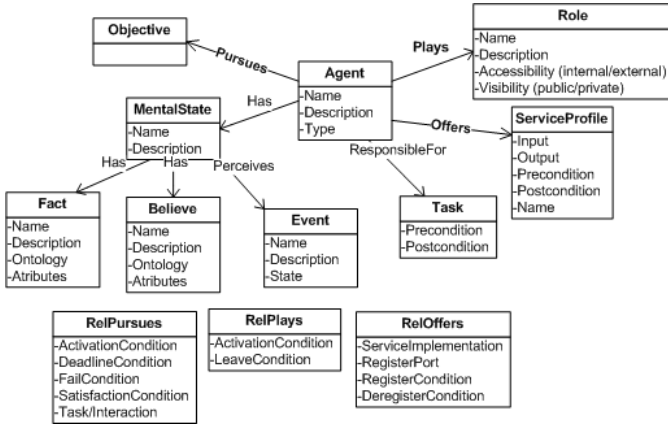 Objective
Pursues
Agent
-Name
-Description
-Type
Plays
Role
-Name
-Description
-Accessibility (internal/external)
-Visibility (public/private)
Has
MentalState
-Name
-Description
Offers
ServiceProfile
-Input
-Output
-Precondition
-Postcondition
-Name
ResponsibleFor
Has
Has
Perceives
Fact
-Name
-Description
-Ontology
-Atributes
Believe
-Name
-Description
-Ontology
-Atributes
Event
-Name
-Description
-State
Task
-Precondition
-Postcondition
RelPursues
-ActivationCondition
-DeadlineCondition
-FailCondition
-SatisfactionCondition
-Task/Interaction
RelPlays
-ActivationCondition
-LeaveCondition
RelOffers
-ServiceImplementation
-RegisterPort
-RegisterCondition
-DeregisterCondition